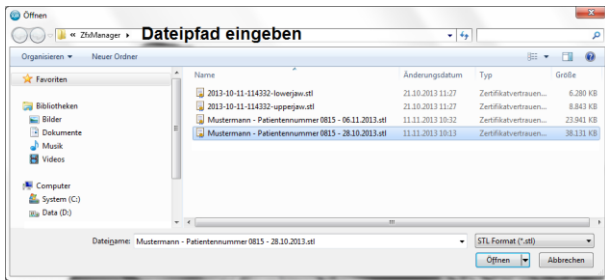 Öffnen
« ZfxManager ▸ Dateipfad eingeben
Organisieren ▾ Neuer Ordner
Favoriten
Bibliotheken
Bilder
Dokumente
Musik
Videos
Computer
System (C:)
Data (D:)
Name Änderungsdatum Typ Größe
2013-10-11-114332-lowerjaw.stl 21.10.2013 11:27 Zertifikatvertrauen... 6.280 KB
2013-10-11-114332-upperjaw.stl 21.10.2013 11:27 Zertifikatvertrauen... 8.843 KB
Mustermann - Patientennummer 0815 - 06.11.2013.stl 11.11.2013 10:32 Zertifikatvertrauen... 23.941 KB
Mustermann - Patientennummer 0815 - 28.10.2013.stl 11.11.2013 10:13 Zertifikatvertrauen... 38.131 KB
Dateiname: Mustermann - Patientennummer 0815 - 28.10.2013.stl STL Format (*.stl)
Öffnen Abbrechen